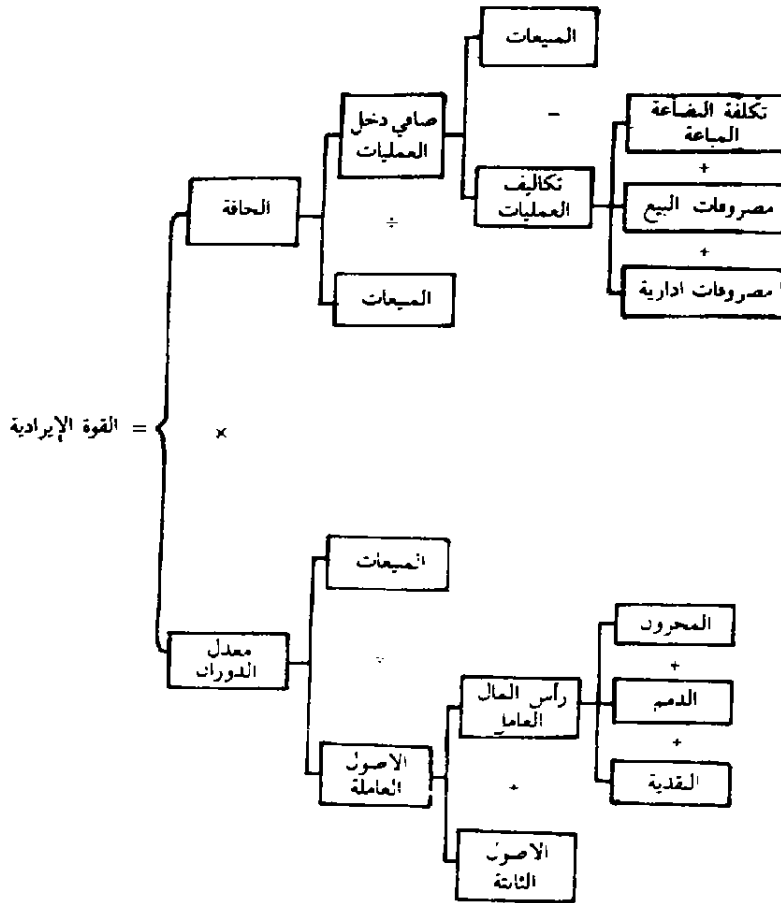 المبيعات
صافي دخل
العمليات
−
تكلفة البضاعة
المباعة
+
تكاليف
العمليات
مصروفات البيع
+
مصروفات ادارية
الحافة
÷
المبيعات
القوة الإيرادية =
×
المبيعات
معدل
الدوران
÷
المخزون
+
رأس المال
العامل
الذمم
+
النقدية
الاصول
العاملة
+
الاصول
الثابتة